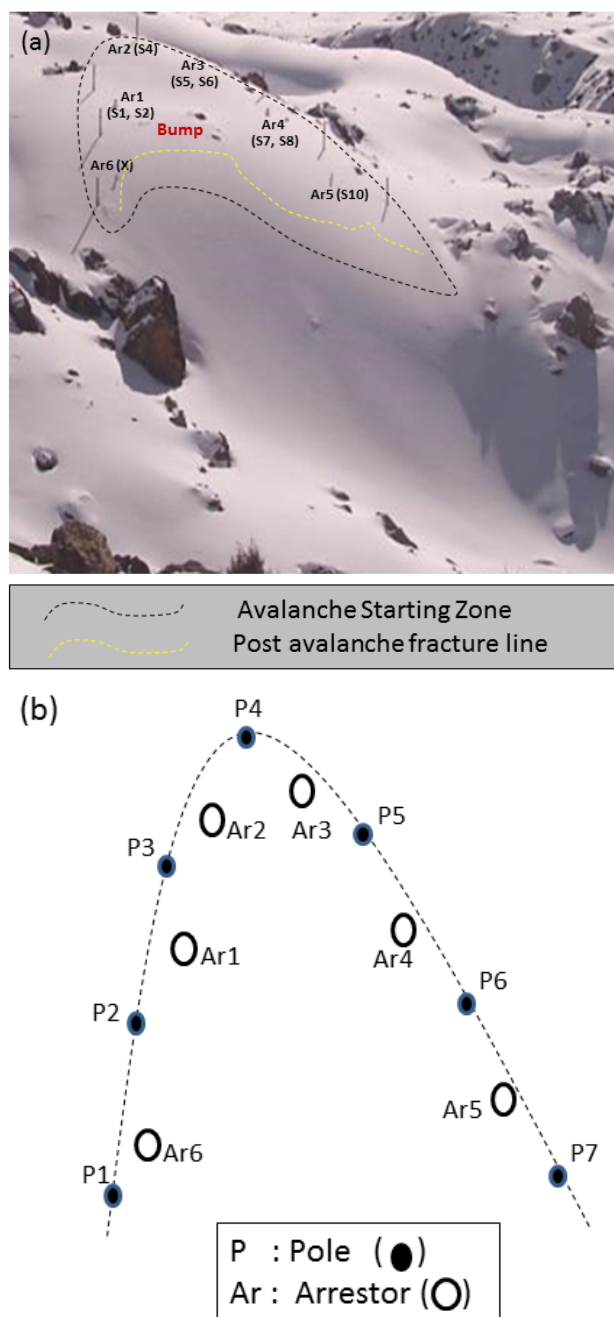 (a)
Ar2 (S4)
Ar3
(S5, S6)
Ar1
(S1, S2)
Bump
Ar4
(S7, S8)
Ar6 (X)
Ar5 (S10)
Avalanche Starting Zone
Post avalanche fracture line
(b)
P4
Ar3
P5
Ar2
P3
Ar1
Ar4
P2
P6
Ar5
Ar6
P1
P7
P : Pole ( )
Ar : Arrestor ( )